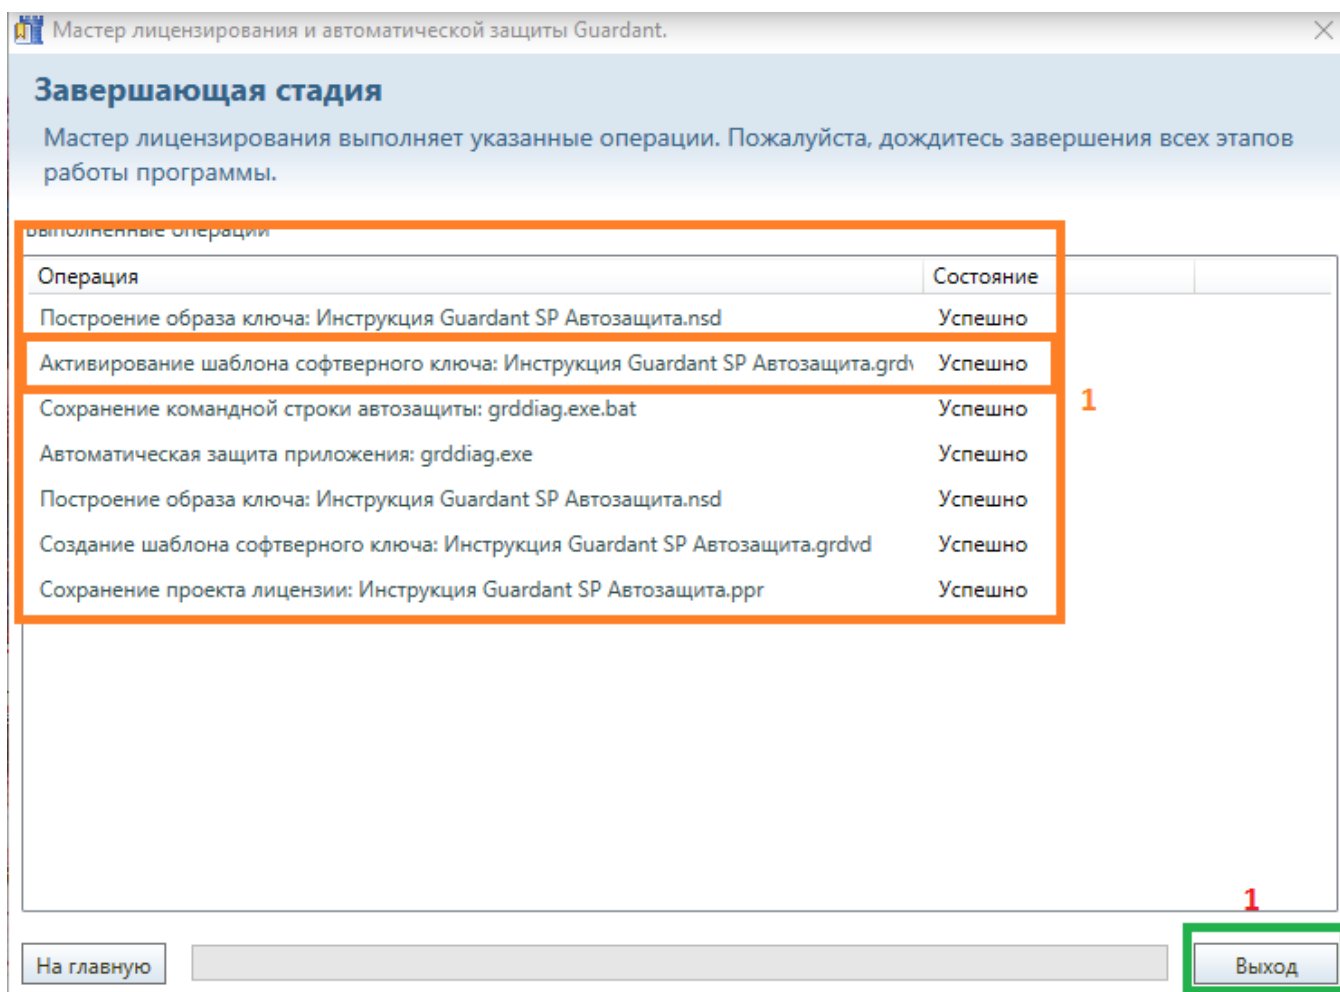 Мастер лицензирования и автоматической защиты Guardant.
Завершающая стадия
Мастер лицензирования выполняет указанные операции. Пожалуйста, дождитесь завершения всех этапов
работы программы.
Выполненные операции
Операция Состояние
Построение образа ключа: Инструкция Guardant SP Автозащита.nsd Успешно
Активирование шаблона софтверного ключа: Инструкция Guardant SP Автозащита.grdv Успешно
1
Сохранение командной строки автозащиты: grddiag.exe.bat Успешно
Автоматическая защита приложения: grddiag.exe Успешно
Построение образа ключа: Инструкция Guardant SP Автозащита.nsd Успешно
Создание шаблона софтверного ключа: Инструкция Guardant SP Автозащита.grdvd Успешно
Сохранение проекта лицензии: Инструкция Guardant SP Автозащита.ppr Успешно
1
На главную Выход